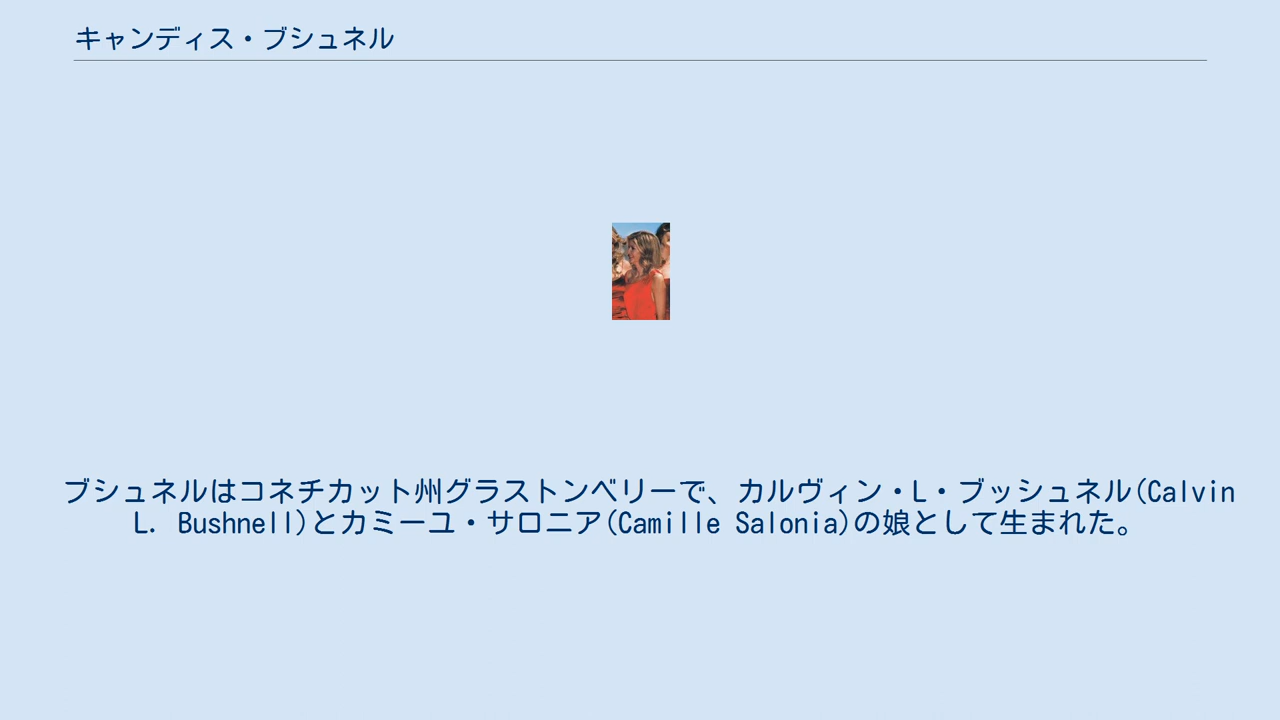 キャンディス・ブシュネル
ブシュネルはコネチカット州グラストンベリーで、カルヴィン・L・ブッシュネル(Calvin
L. Bushnell)とカミーユ・サロニア(Camille Salonia)の娘として生まれた。